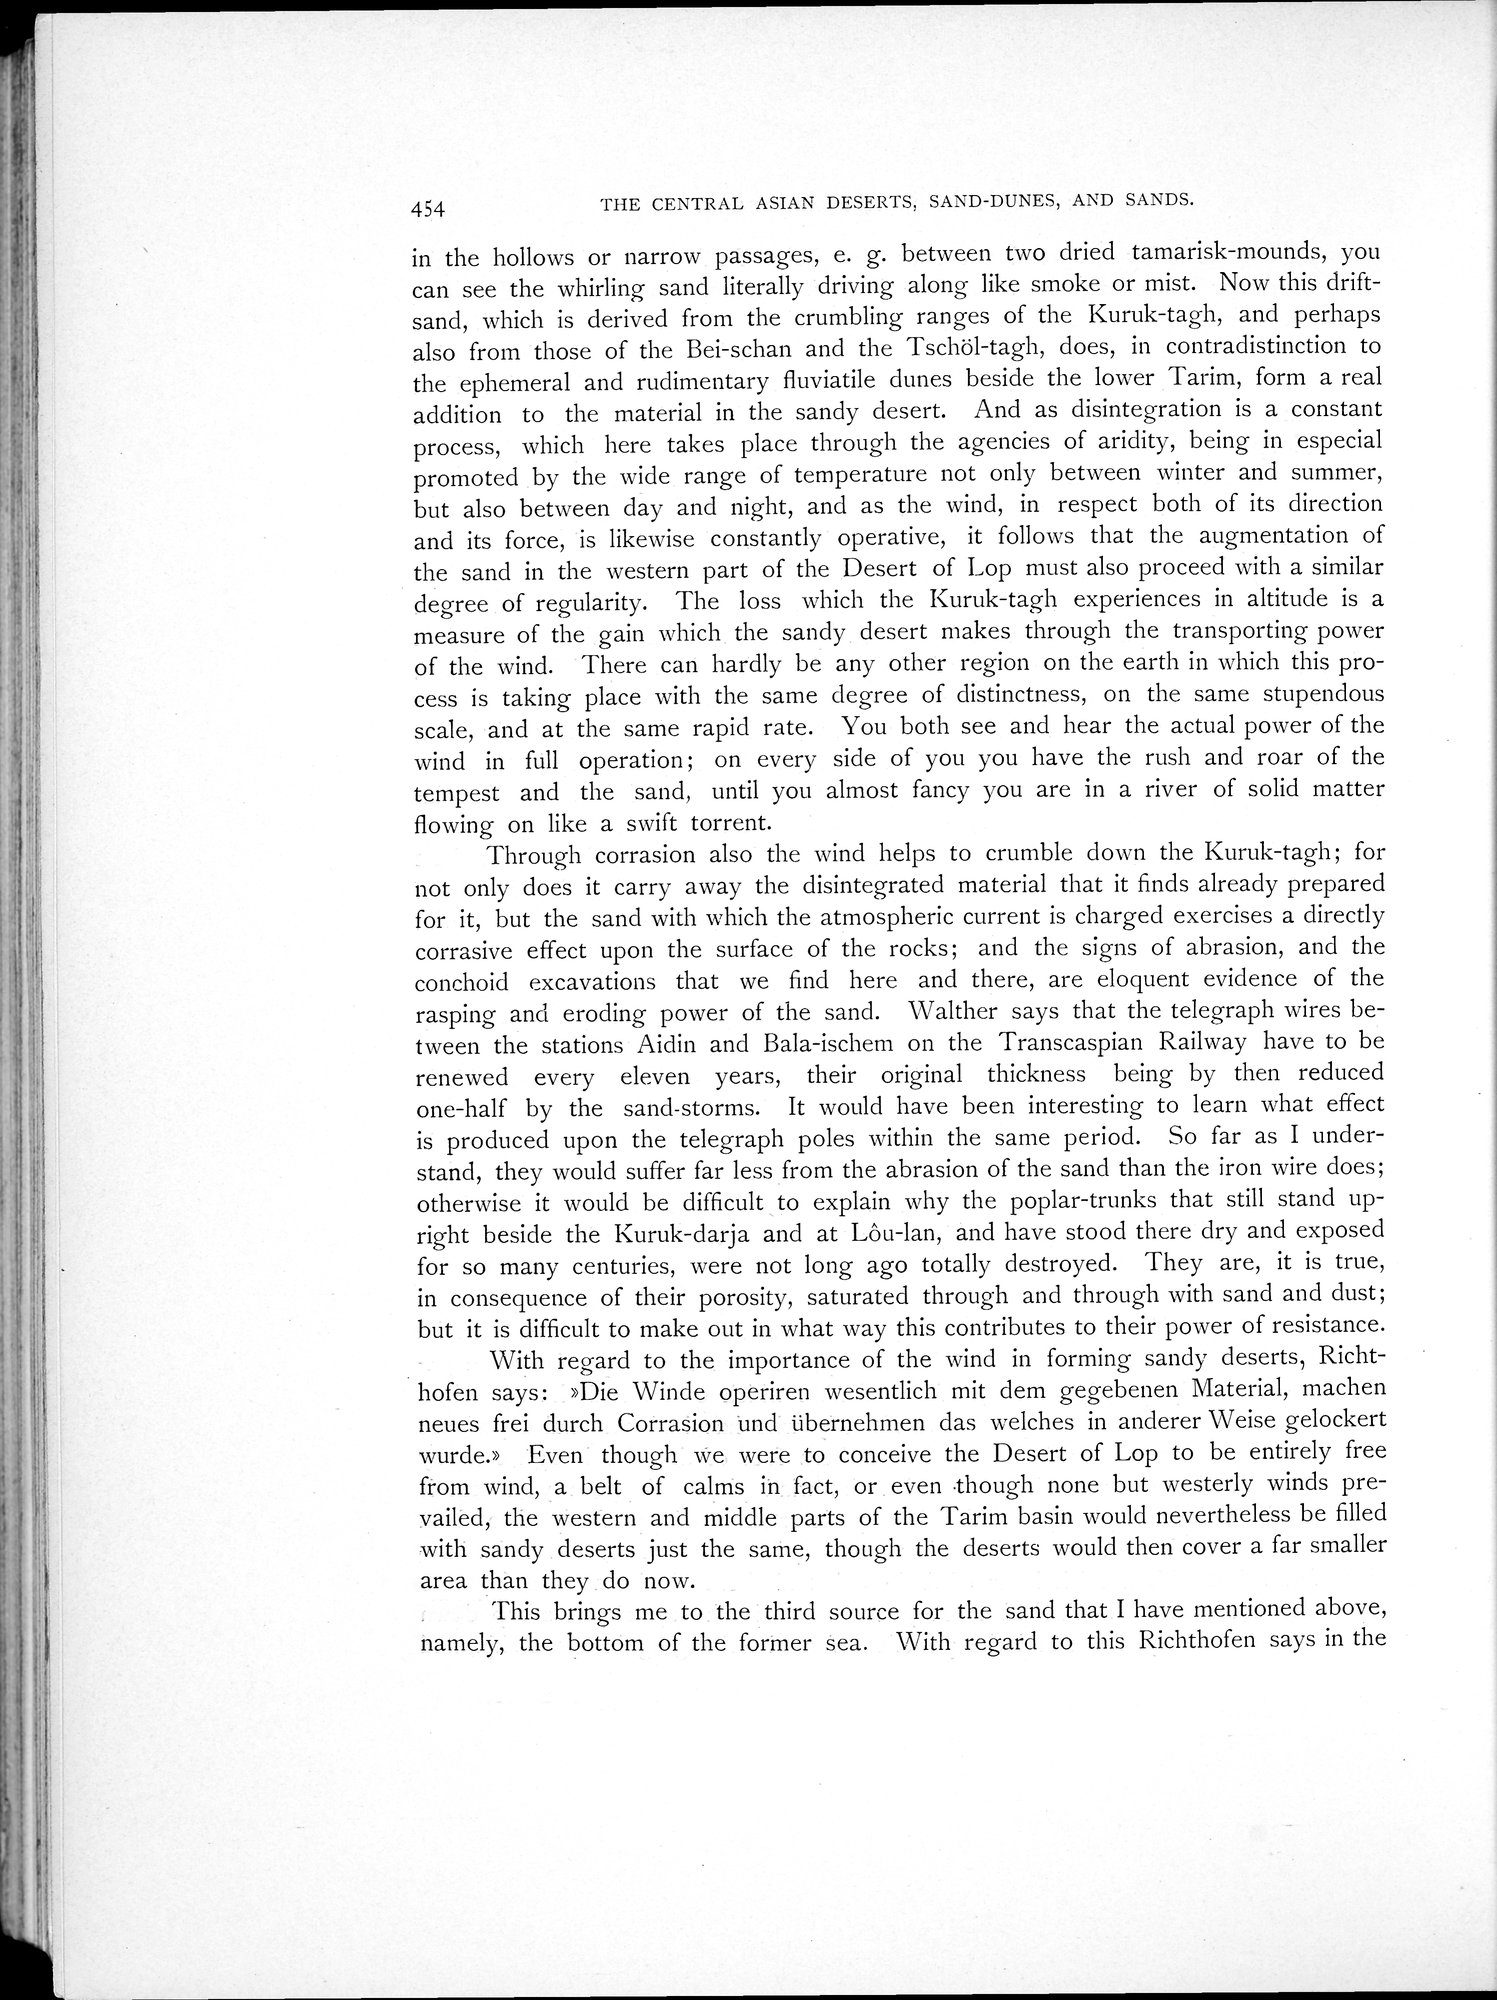 454
THE CENTRAL ASIAN DESERTS, SAND-DUNES, AND SANDS.
in the hollows or narrow passages, e. g. between two dried tamarisk-mounds, you
can see the whirling sand literally driving along like smoke or mist. Now this drift-
sand, which is derived from the crumbling ranges of the Kuruk-tagh, and perhaps
also from those of the Bei-schan and the Tschöl-tagh, does, in contradistinction to
the ephemeral and rudimentary fluviatile dunes beside the lower Tarim, form a real
addition to the material in the sandy desert. And as disintegration is a constant
process, which here takes place through the agencies of aridity, being in especial
promoted by the wide range of temperature not only between winter and summer,
but also between day and night, and as the wind, in respect both of its direction
and its force, is likewise constantly operative, it follows that the augmentation of
the sand in the western part of the Desert of Lop must also proceed with a similar
degree of regularity. The loss which the Kuruk-tagh experiences in altitude is a
measure of the gain which the sandy desert makes through the transporting power
of the wind. There can hardly be any other region on the earth in which this pro-
cess is taking place with the same degree of distinctness, on the same stupendous
scale, and at the same rapid rate. You both see and hear the actual power of the
wind in full operation; on every side of you you have the rush and roar of the
tempest and the sand, until you almost fancy you are in a river of solid matter
flowing on like a swift torrent.
Through corrasion also the wind helps to crumble down the Kuruk-tagh; for
not only does it carry away the disintegrated material that it finds already prepared
for it, but the sand with which the atmospheric current is charged exercises a directly
corrasive effect upon the surface of the rocks; and the signs of abrasion, and the
conchoid excavations that we find here and there, are eloquent evidence of the
rasping and eroding power of the sand. Walther says that the telegraph wires be-
tween the stations Aidin and Bala-ischem on the Transcaspian Railway have to be
renewed every eleven years, their original thickness being by then reduced
one-half by the sand-storms. It would have been interesting to learn what effect
is produced upon the telegraph poles within the same period. So far as I under-
stand, they would suffer far less from the abrasion of the sand than the iron wire does;
otherwise it would be difficult to explain why the poplar-trunks that still stand up-
right beside the Kuruk-darja and at Lôu-lan, and have stood there dry and exposed
for so many centuries, were not long ago totally destroyed. They are, it is true,
in consequence of their porosity, saturated through and through with sand and dust;
but it is difficult to make out in what way this contributes to their power of resistance.
With regard to the importance of the wind in forming sandy deserts, Richt-
hofen says: »Die Winde operiren wesentlich mit dem gegebenen Material, machen
neues frei durch Corrasion und übernehmen das welches in anderer Weise gelockert
wurde.» Even though we were to conceive the Desert of Lop to be entirely free
from wind, a belt of calms in fact, or even though none but westerly winds pre-
vailed, the western and middle parts of the Tarim basin would nevertheless be filled
with sandy deserts just the same, though the deserts would then cover a far smaller
area than they do now.
This brings me to the third source for the sand that I have mentioned above,
namely, the bottom of the former sea. With regard to this Richthofen says in the